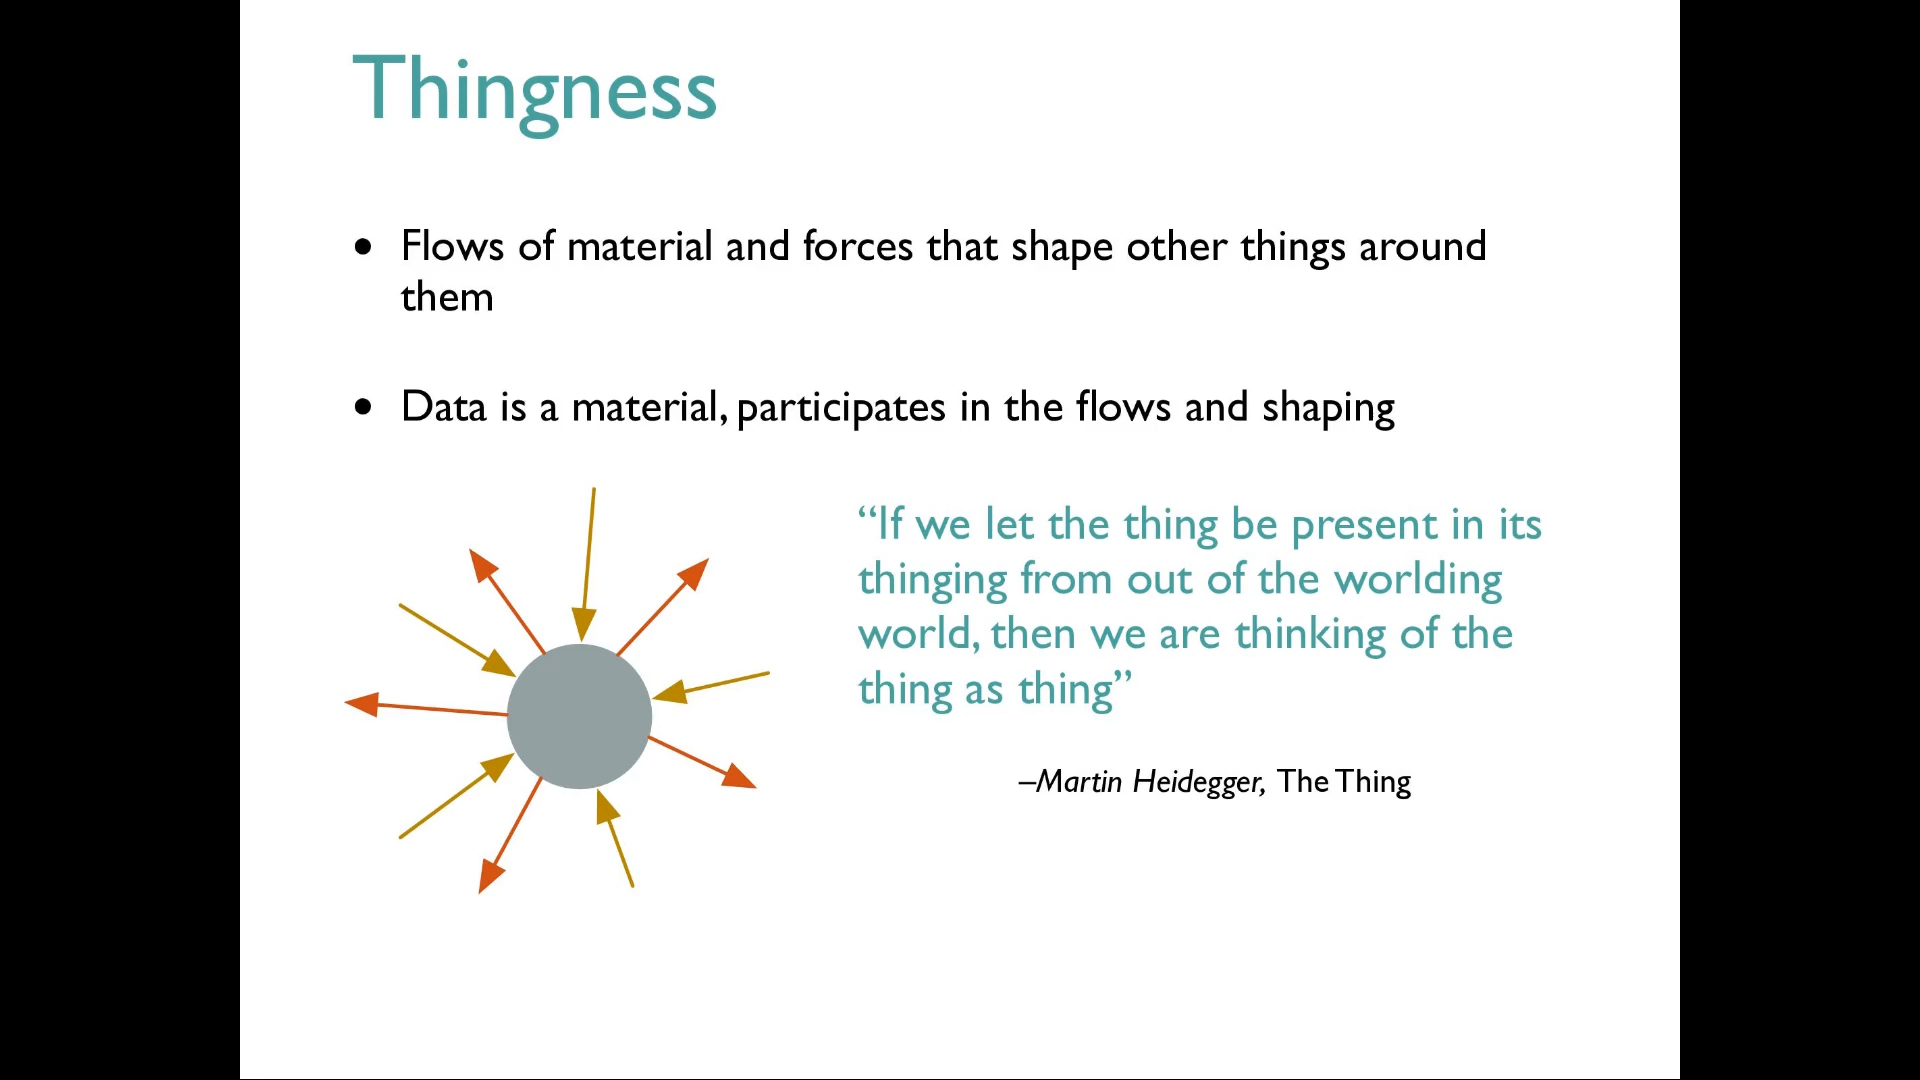 Thingness
• Flows of material and forces that shape other things around
them
• Data is a material, participates in the flows and shaping
“If we let the thing be present in its
thinging from out of the worlding
world, then we are thinking of the
thing as thing”
–Martin Heidegger, The Thing